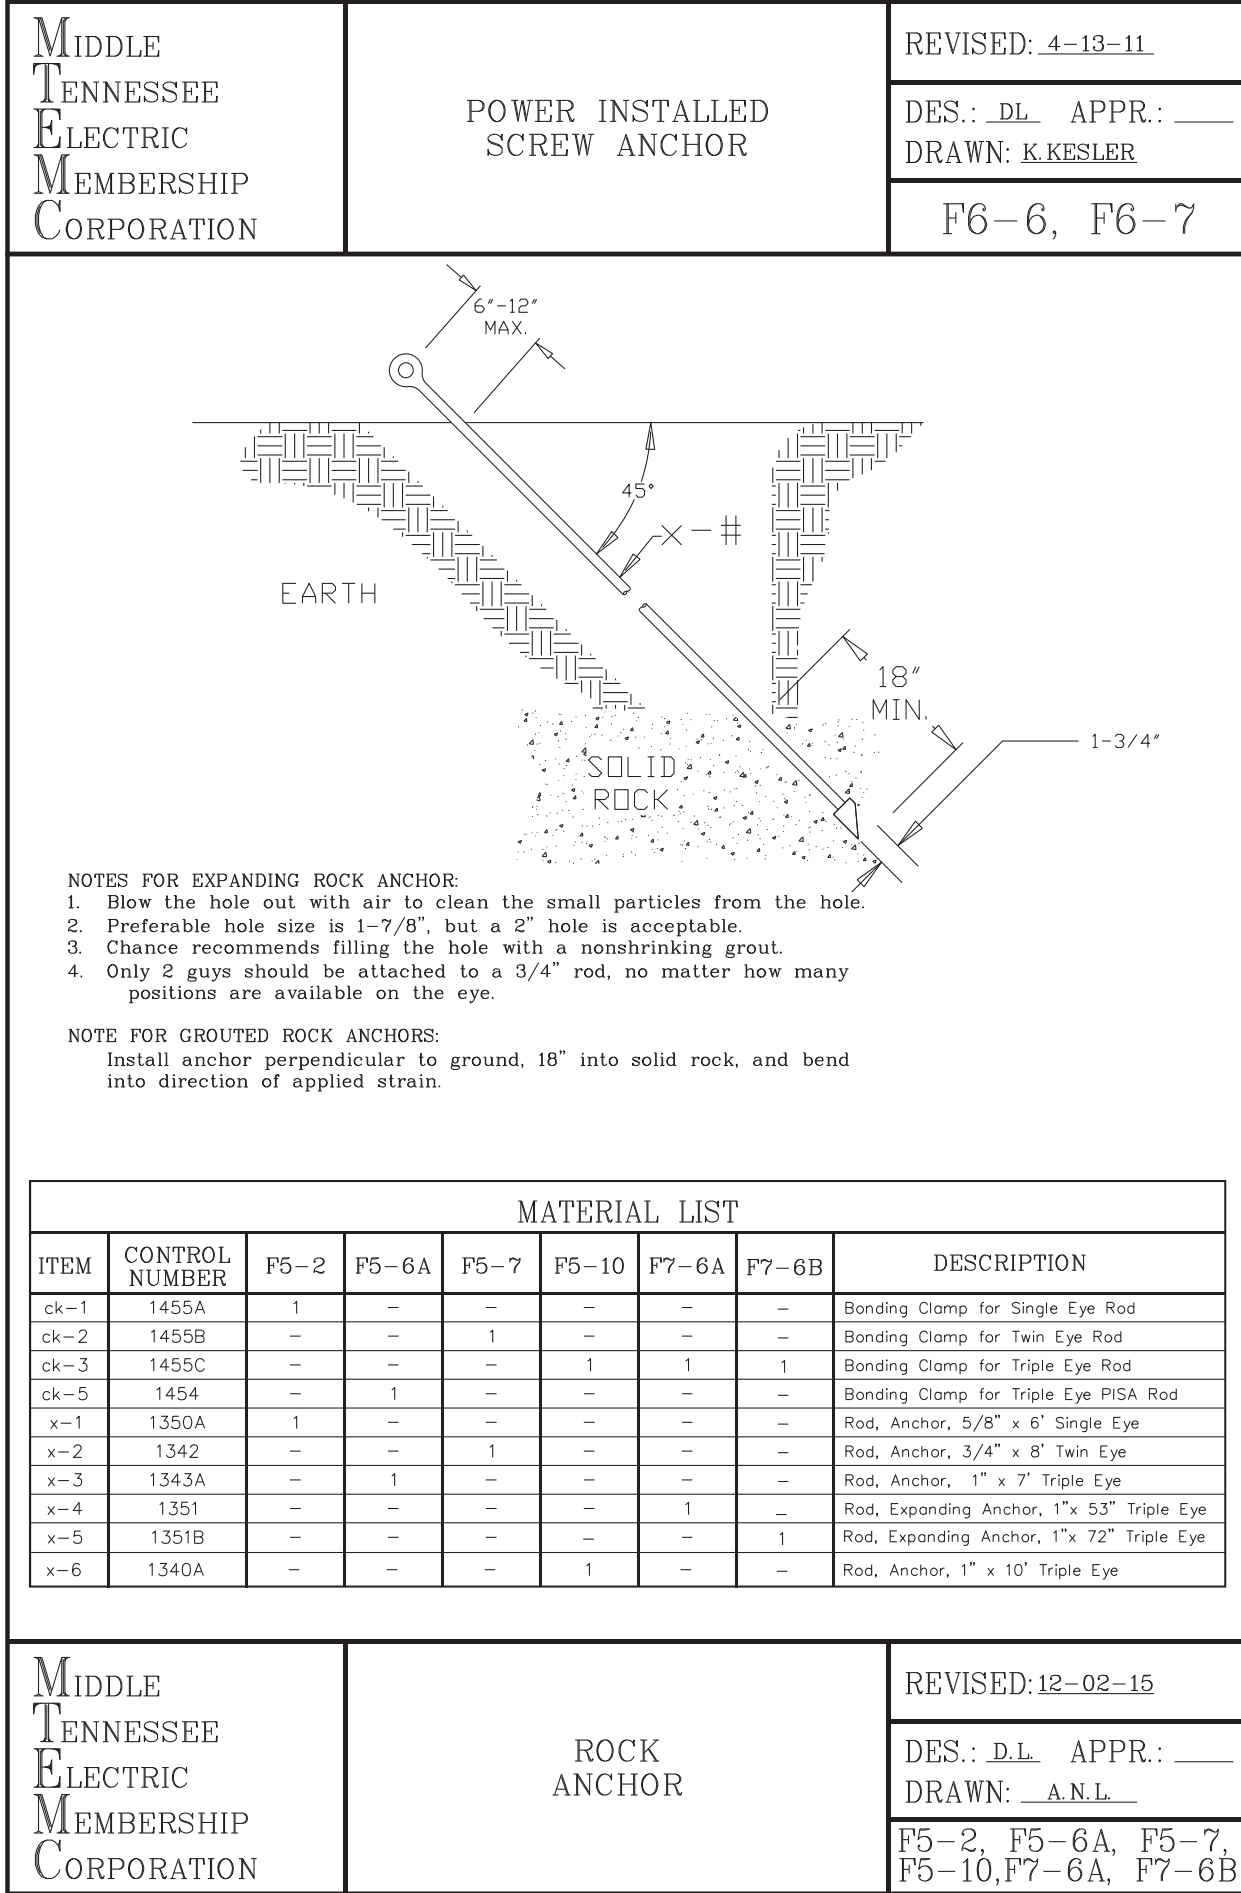 MIDDLE
TENNESSEE
ELECTRIC
MEMBERSHIP
CORPORATION
POWER INSTALLED
SCREW ANCHOR
REVISED: 4-13-11
DES.: DL APPR.:
DRAWN: K.KESLER
F6-6, F6-7
6"-12"
MAX.
45°
x-#
EARTH
18"
MIN.
1-3/4"
SOLID
ROCK
NOTES FOR EXPANDING ROCK ANCHOR:
1. Blow the hole out with air to clean the small particles from the hole.
2. Preferable hole size is 1-7/8", but a 2" hole is acceptable.
3. Chance recommends filling the hole with a nonshrinking grout.
4. Only 2 guys should be attached to a 3/4" rod, no matter how many
positions are available on the eye.
NOTE FOR GROUTED ROCK ANCHORS:
Install anchor perpendicular to ground, 18" into solid rock, and bend
into direction of applied strain.
MATERIAL LIST
ITEM CONTROL NUMBER F5-2 F5-6A F5-7 F5-10 F7-6A F7-6B DESCRIPTION
ck-1 1455A 1 - - - - - Bonding Clamp for Single Eye Rod
ck-2 1455B - - 1 - - - Bonding Clamp for Twin Eye Rod
ck-3 1455C - - - 1 1 1 Bonding Clamp for Triple Eye Rod
ck-5 1454 - 1 - - - - Bonding Clamp for Triple Eye PISA Rod
x-1 1350A 1 - - - - - Rod, Anchor, 5/8" x 6' Single Eye
x-2 1342 - - 1 - - - Rod, Anchor, 3/4" x 8' Twin Eye
x-3 1343A - 1 - - - - Rod, Anchor, 1" x 7' Triple Eye
x-4 1351 - - - - 1 - Rod, Expanding Anchor, 1"x 53" Triple Eye
x-5 1351B - - - - - 1 Rod, Expanding Anchor, 1"x 72" Triple Eye
x-6 1340A - - - 1 - - Rod, Anchor, 1" x 10' Triple Eye
MIDDLE
TENNESSEE
ELECTRIC
MEMBERSHIP
CORPORATION
ROCK
ANCHOR
REVISED: 12-02-15
DES.: D.L. APPR.:
DRAWN: A.N.L.
F5-2, F5-6A, F5-7,
F5-10,F7-6A, F7-6B